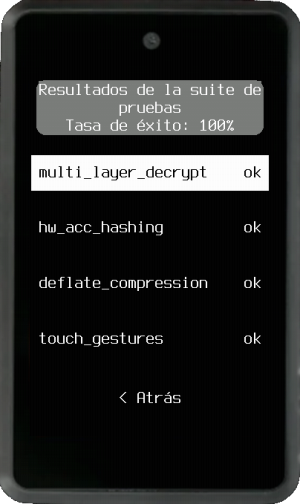 Resultados de la suite de
pruebas
Tasa de éxito: 100%
multi_layer_decrypt ok
hw_acc_hashing ok
deflate_compression ok
touch_gestures ok
< Atrás